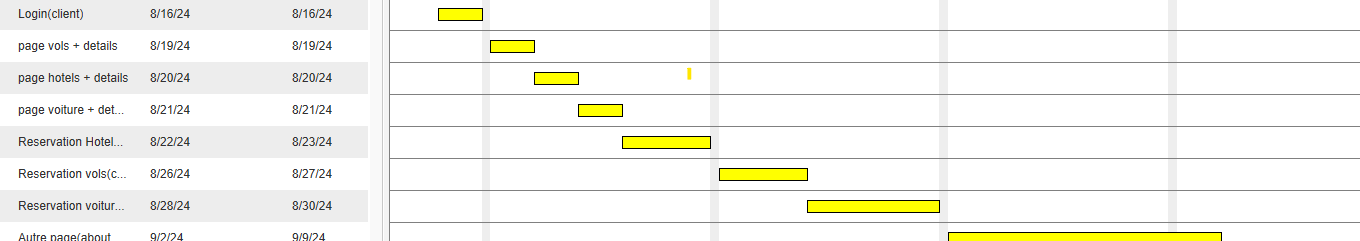 Login(client) 8/16/24 8/16/24
page vols + details 8/19/24 8/19/24
page hotels + details 8/20/24 8/20/24
page voiture + det... 8/21/24 8/21/24
Reservation Hotel... 8/22/24 8/23/24
Reservation vols(c... 8/26/24 8/27/24
Reservation voitur... 8/28/24 8/30/24
Autre page(about 9/2/24 9/9/24